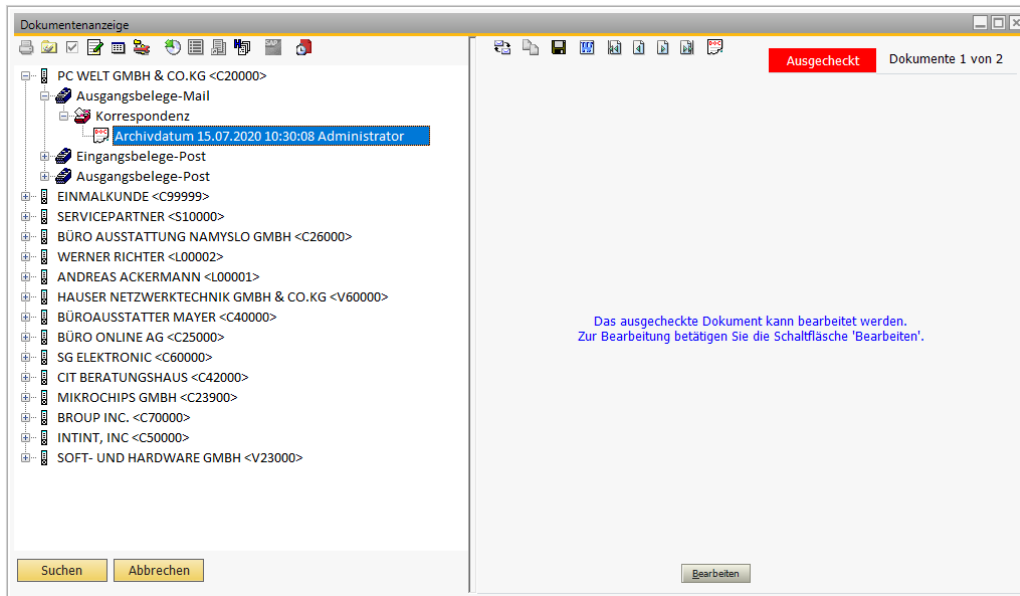 Dokumentenanzeige
Ausgecheckt
Dokumente 1 von 2
PC WELT GMBH & CO.KG <C20000>
Ausgangsbelege-Mail
Korrespondenz
Archivdatum 15.07.2020 10:30:08 Administrator
Eingangsbelege-Post
Ausgangsbelege-Post
EINMALKUNDE <C99999>
SERVICEPARTNER <S10000>
BÜRO AUSSTATTUNG NAMYSLO GMBH <C26000>
WERNER RICHTER <L00002>
ANDREAS ACKERMANN <L00001>
HAUSER NETZWERKTECHNIK GMBH & CO.KG <V60000>
BÜROAUSSTATTER MAYER <C40000>
BÜRO ONLINE AG <C25000>
SG ELEKTRONIC <C60000>
CIT BERATUNGSHAUS <C42000>
MIKROCHIPS GMBH <C23900>
BROUP INC. <C70000>
INTINT, INC <C50000>
SOFT- UND HARDWARE GMBH <V23000>
Das ausgecheckte Dokument kann bearbeitet werden.
Zur Bearbeitung betätigen Sie die Schaltfläsche 'Bearbeiten'.
Suchen
Abbrechen
Bearbeiten